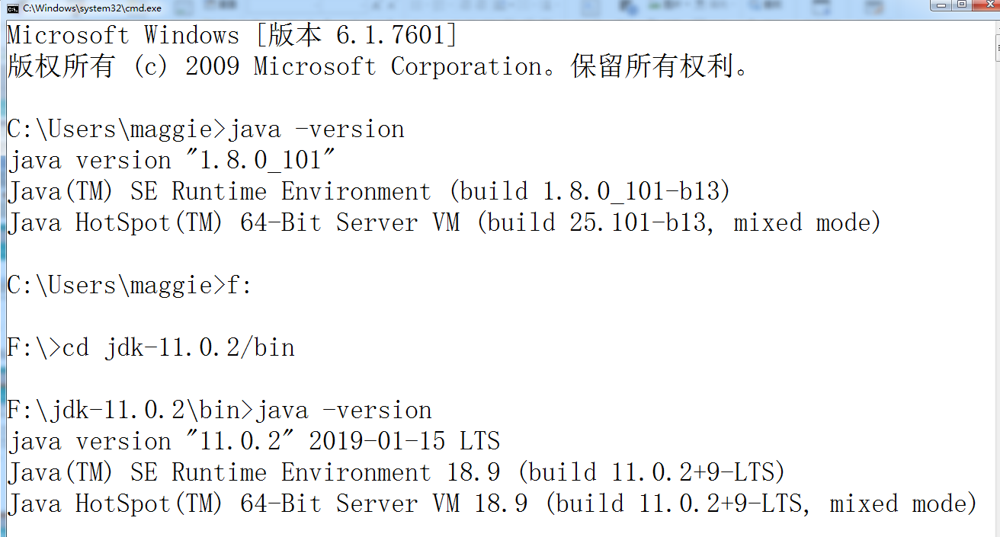 C:\Windows\system32\cmd.exe
Microsoft Windows [版本 6.1.7601]
版权所有 (c) 2009 Microsoft Corporation。保留所有权利。
C:\Users\maggie>java -version
java version "1.8.0_101"
Java(TM) SE Runtime Environment (build 1.8.0_101-b13)
Java HotSpot(TM) 64-Bit Server VM (build 25.101-b13, mixed mode)
C:\Users\maggie>f:
F:\>cd jdk-11.0.2/bin
F:\jdk-11.0.2\bin>java -version
java version "11.0.2" 2019-01-15 LTS
Java(TM) SE Runtime Environment 18.9 (build 11.0.2+9-LTS)
Java HotSpot(TM) 64-Bit Server VM 18.9 (build 11.0.2+9-LTS, mixed mode)